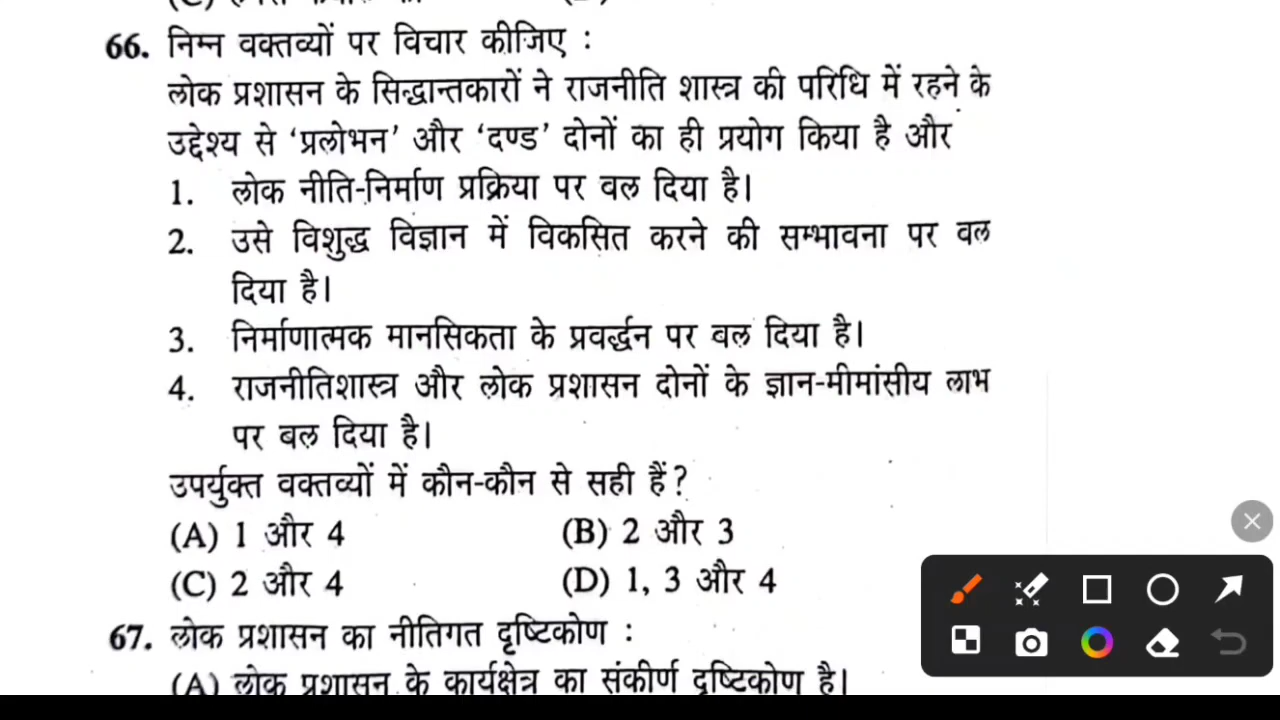 66. निम्न वक्तव्यों पर विचार कीजिए :
लोक प्रशासन के सिद्धान्तकारों ने राजनीति शास्त्र की परिधि में रहने के
उद्देश्य से ‘प्रलोभन’ और ‘दण्ड’ दोनों का ही प्रयोग किया है और
1. लोक नीति-निर्माण प्रक्रिया पर बल दिया है।
2. उसे विशुद्ध विज्ञान में विकसित करने की सम्भावना पर बल
दिया है।
3. निर्माणात्मक मानसिकता के प्रवर्द्धन पर बल दिया है।
4. राजनीतिशास्त्र और लोक प्रशासन दोनों के ज्ञान-मीमांसीय लाभ
पर बल दिया है।
उपर्युक्त वक्तव्यों में कौन-कौन से सही हैं?
(A) 1 और 4 (B) 2 और 3
(C) 2 और 4 (D) 1, 3 और 4
67. लोक प्रशासन का नीतिगत दृष्टिकोण :
(A) लोक प्रशासन के कार्यक्षेत्र का संकीर्ण दृष्टिकोण है।